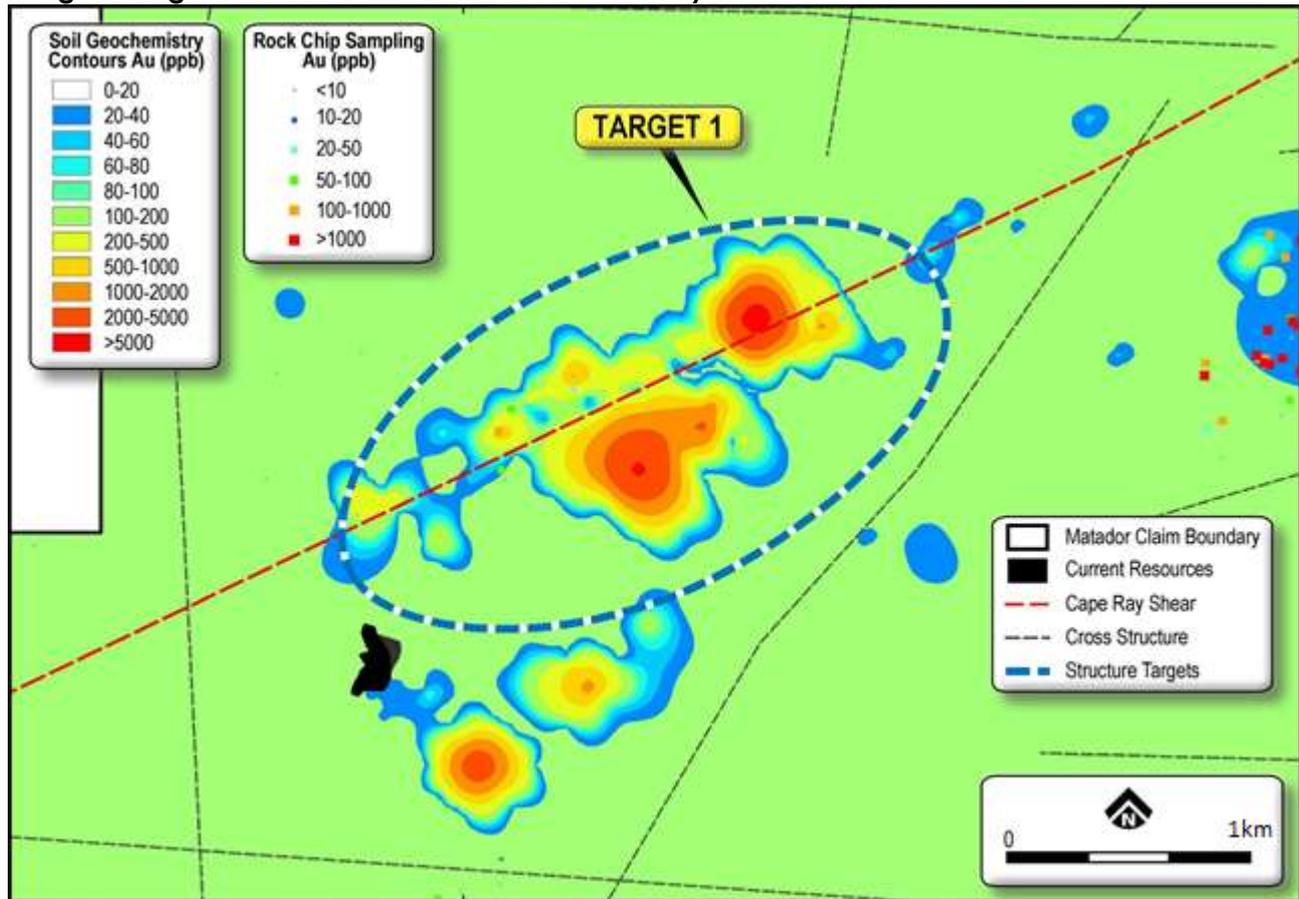 Soil Geochemistry
Contours Au (ppb)
0-20
20-40
40-60
60-80
80-100
100-200
200-500
500-1000
1000-2000
2000-5000
>5000
Rock Chip Sampling
Au (ppb)
<10
10-20
20-50
50-100
100-1000
>1000
TARGET 1
Matador Claim Boundary
Current Resources
Cape Ray Shear
Cross Structure
Structure Targets
N
0 1km